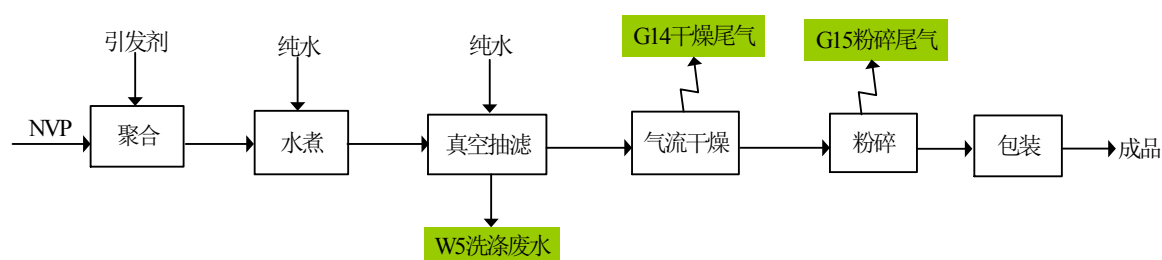 引发剂
纯水
纯水
G14干燥尾气
G15粉碎尾气
NVP
聚合
水煮
真空抽滤
气流干燥
粉碎
包装
成品
W5洗涤废水